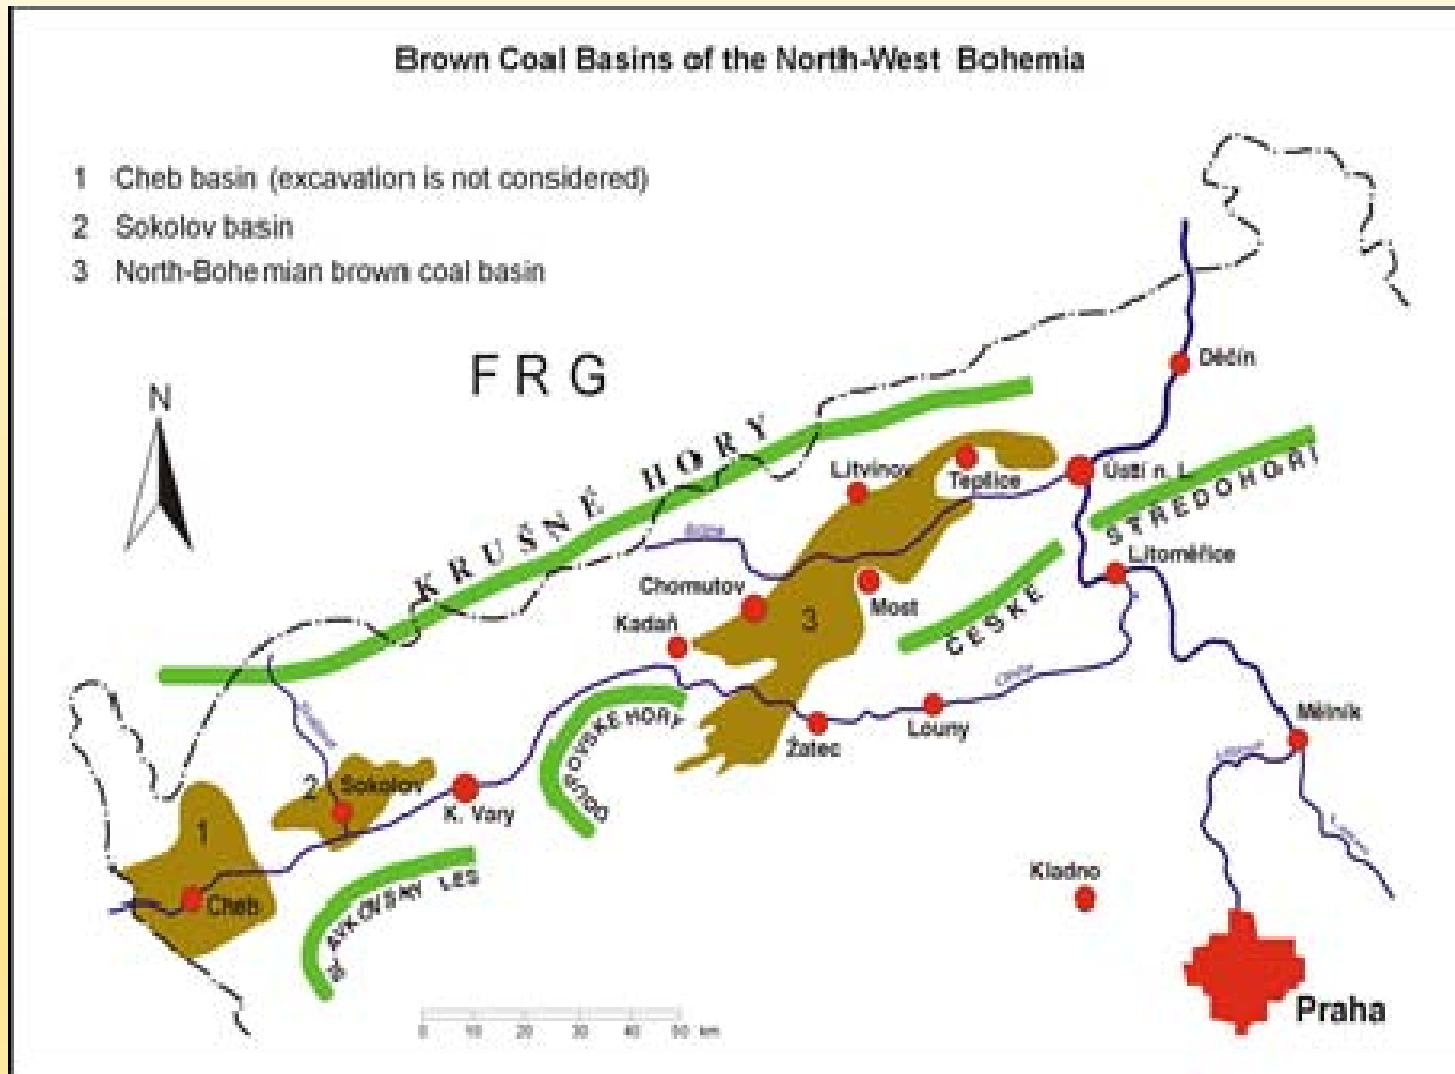 Brown Coal Basins of the North-West Bohemia
1 Cheb basin (excavation is not considered)
2 Sokolov basin
3 North-Bohemian brown coal basin
FRG
N
Děčín
KRUŠNÉ HORY
Litvínov
Teplice
Ústí n. L
STŘEDOHOŘÍ
Litoměřice
Chomutov
Most
3
ČESKÉ
Kadaň
DOUPOVSKÉ HORY
Žatec
Louny
Mělník
2
Sokolov
K. Vary
1
Cheb
SLAVKOVSKÝ LES
Kladno
Praha
0 10 20 30 40 50 km